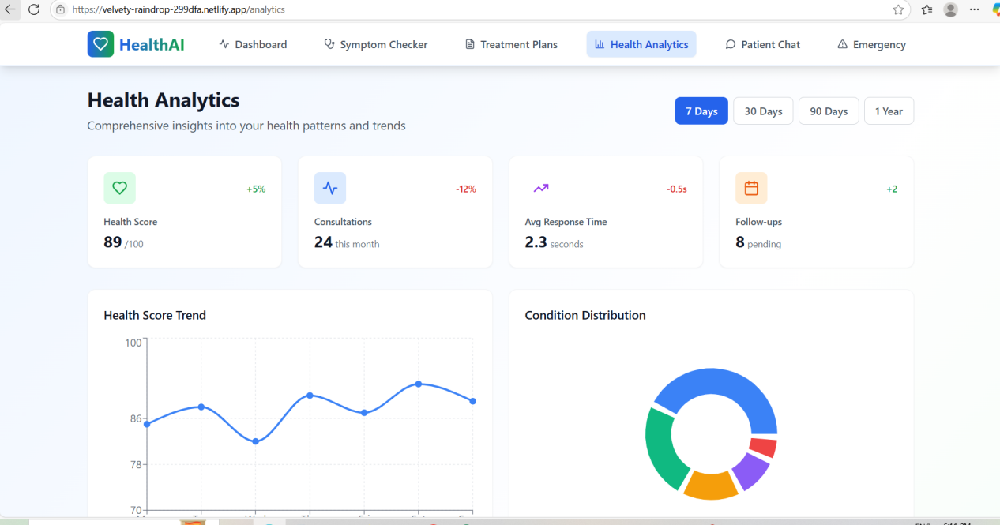 https://velvety-raindrop-299dfa.netlify.app/analytics
HealthAI Dashboard Symptom Checker Treatment Plans Health Analytics Patient Chat Emergency
Health Analytics
Comprehensive insights into your health patterns and trends
7 Days 30 Days 90 Days 1 Year
+5%
Health Score
89 /100
-12%
Consultations
24 this month
-0.5s
Avg Response Time
2.3 seconds
+2
Follow-ups
8 pending
Health Score Trend
100
86
78
70
Condition Distribution